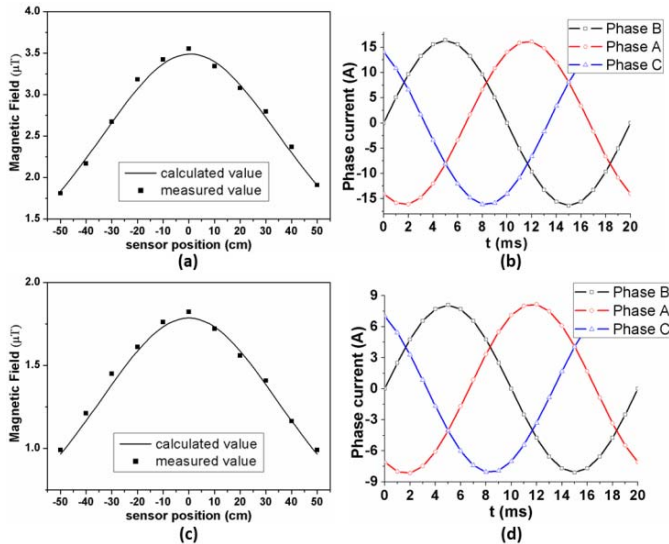 4.0
3.5
3.0
2.5
2.0
1.5
Magnetic Field (μT)
calculated value
measured value
-50 -40 -30 -20 -10 0 10 20 30 40 50
sensor position (cm)
(a)
15
10
5
0
-5
-10
-15
Phase current (A)
Phase B
Phase A
Phase C
0 2 4 6 8 10 12 14 16 18 20
t (ms)
(b)
2.0
1.5
1.0
Magnetic Field (μT)
calculated value
measured value
-50 -40 -30 -20 -10 0 10 20 30 40 50
sensor position (cm)
(c)
9
6
3
0
-3
-6
-9
Phase current (A)
Phase B
Phase A
Phase C
0 2 4 6 8 10 12 14 16 18 20
t (ms)
(d)